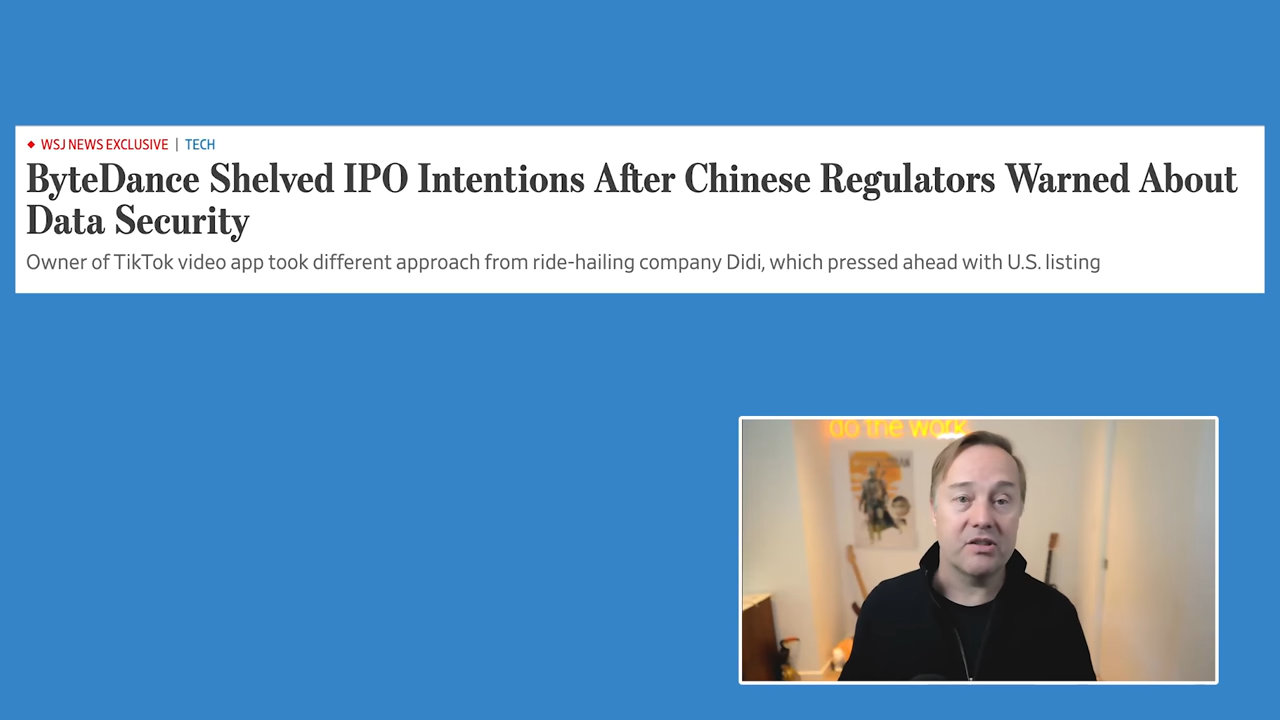 WSJ NEWS EXCLUSIVE | TECH
ByteDance Shelved IPO Intentions After Chinese Regulators Warned About
Data Security
Owner of TikTok video app took different approach from ride-hailing company Didi, which pressed ahead with U.S. listing
do the work